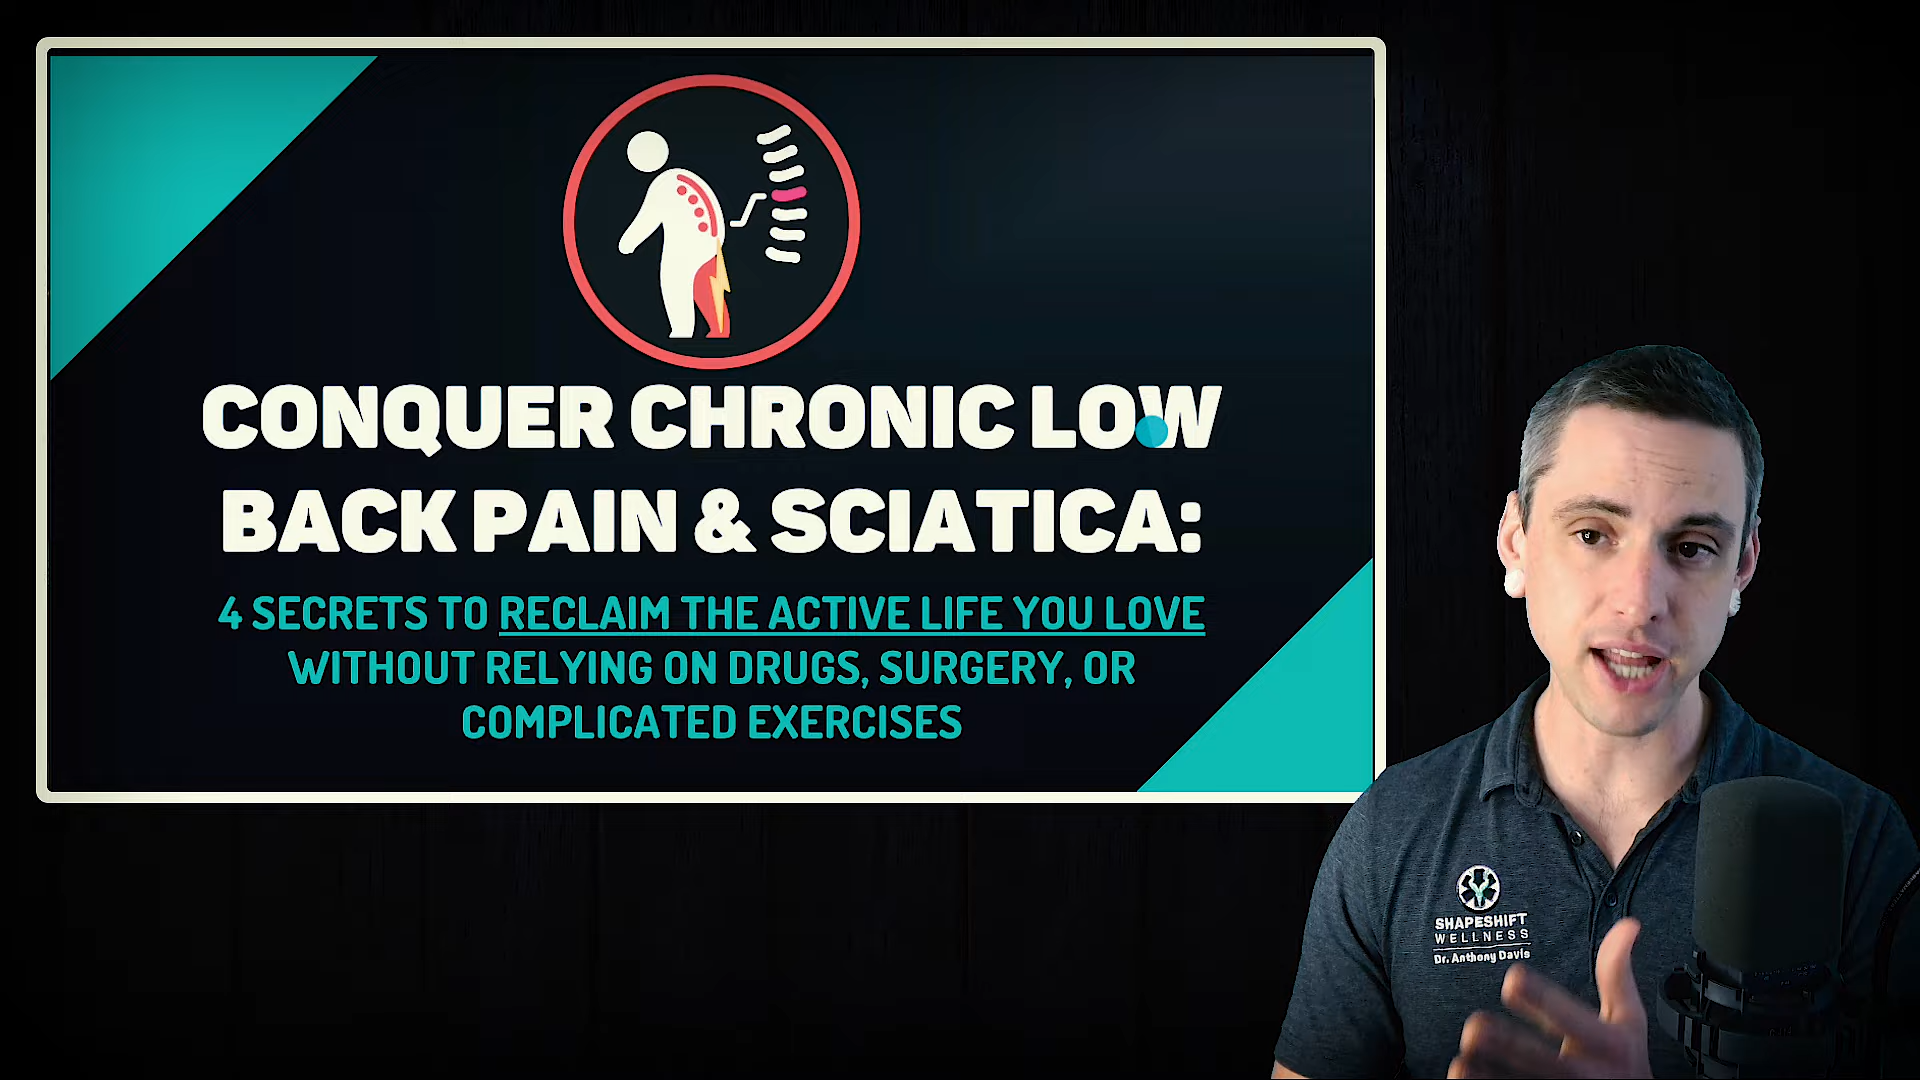 CONQUER CHRONIC LOW
BACK PAIN & SCIATICA:
4 SECRETS TO RECLAIM THE ACTIVE LIFE YOU LOVE
WITHOUT RELYING ON DRUGS, SURGERY, OR
COMPLICATED EXERCISES
SHAPESHIFT
WELLNESS
Dr. Anthony Davis